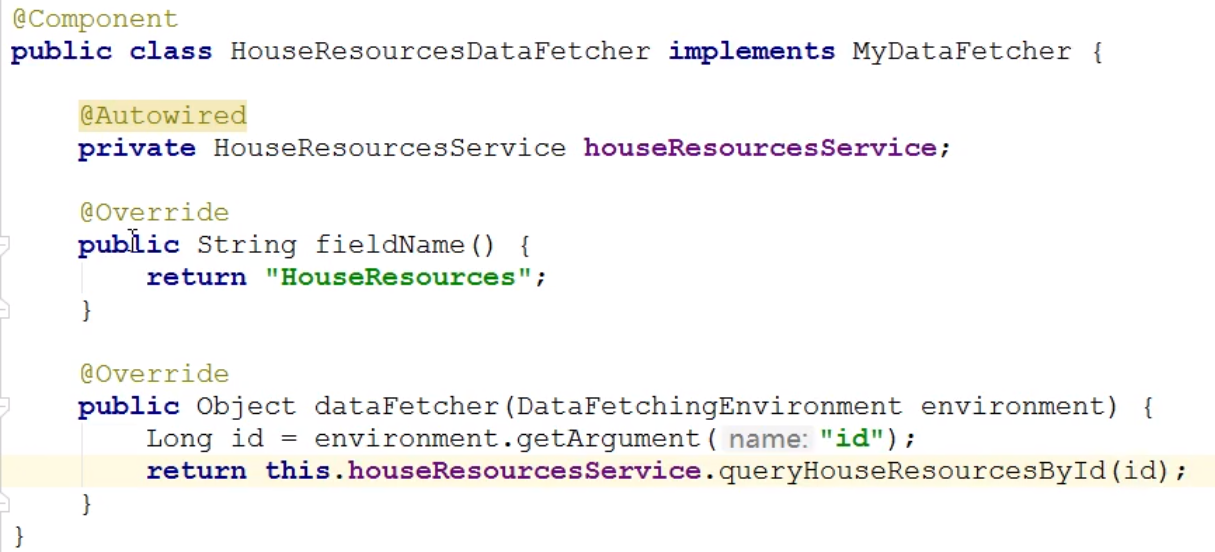 @Component
public class HouseResourcesDataFetcher implements MyDataFetcher {
@Autowired
private HouseResourcesService houseResourcesService;
@Override
public String fieldName() {
return "HouseResources";
}
@Override
public Object dataFetcher(DataFetchingEnvironment environment) {
Long id = environment.getArgument( name: "id");
return this.houseResourcesService.queryHouseResourcesById(id);
}
}